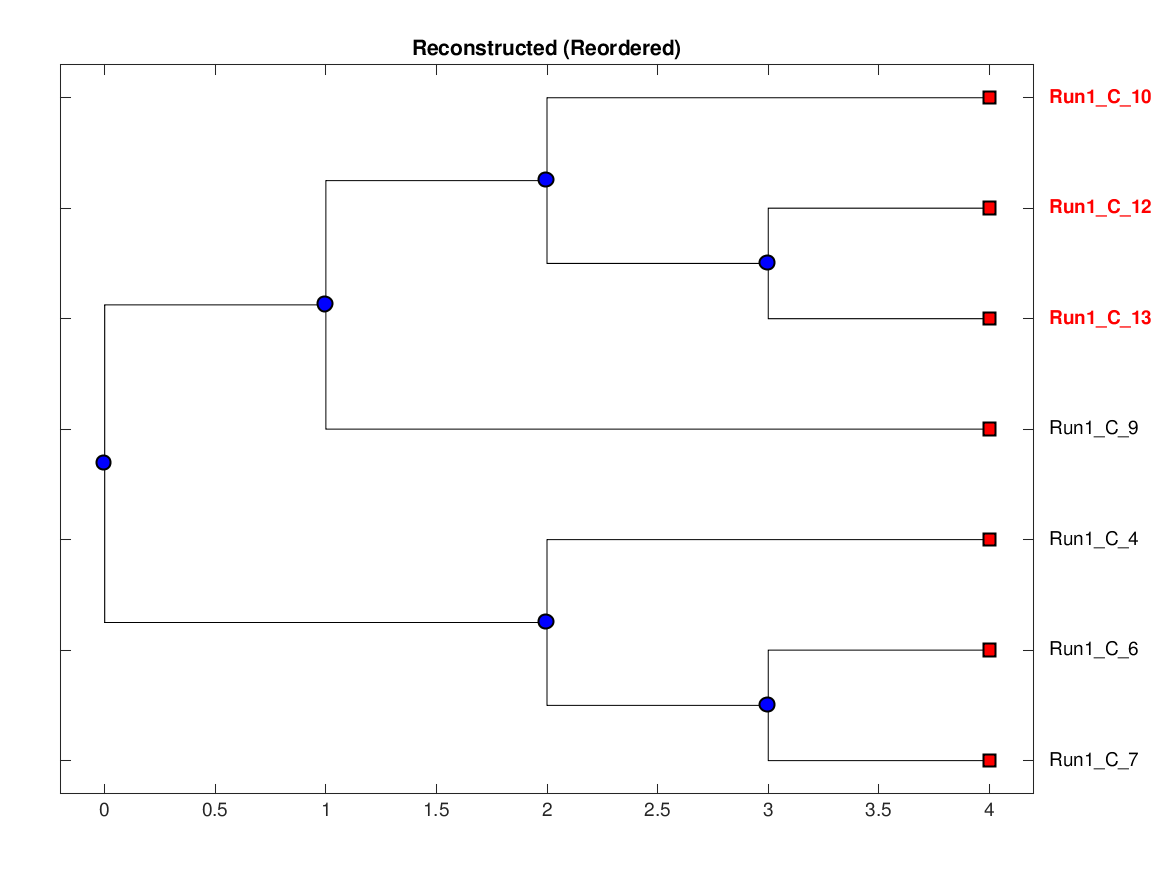 Reconstructed (Reordered)
Run1_C_10
Run1_C_12
Run1_C_13
Run1_C_9
Run1_C_4
Run1_C_6
Run1_C_7
0 0.5 1 1.5 2 2.5 3 3.5 4